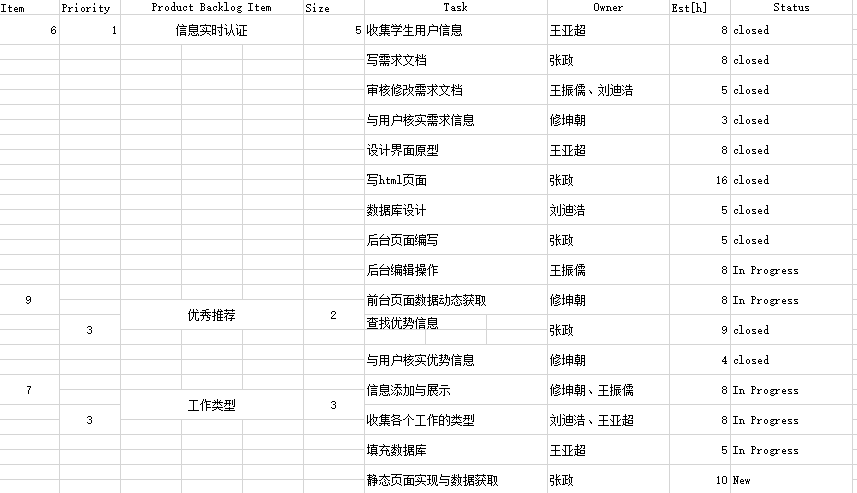 Item Priority Product Backlog Item Size Task Owner Est[h] Status
6 1 信息实时认证 5 收集学生用户信息 王亚超 8 closed
写需求文档 张政 8 closed
审核修改需求文档 王振儒、刘迪浩 5 closed
与用户核实需求信息 修坤朝 3 closed
设计界面原型 王亚超 8 closed
写html页面 张政 16 closed
数据库设计 刘迪浩 5 closed
后台页面编写 张政 5 closed
后台编辑操作 王振儒 8 In Progress
9 前台页面数据动态获取 修坤朝 8 In Progress
优秀推荐 2
3 查找优势信息 张政 9 closed
与用户核实优势信息 修坤朝 4 closed
7 信息添加与展示 修坤朝、王振儒 8 In Progress
工作类型 3
3 收集各个工作的类型 刘迪浩、王亚超 8 In Progress
填充数据库 王亚超 5 In Progress
静态页面实现与数据获取 张政 10 New